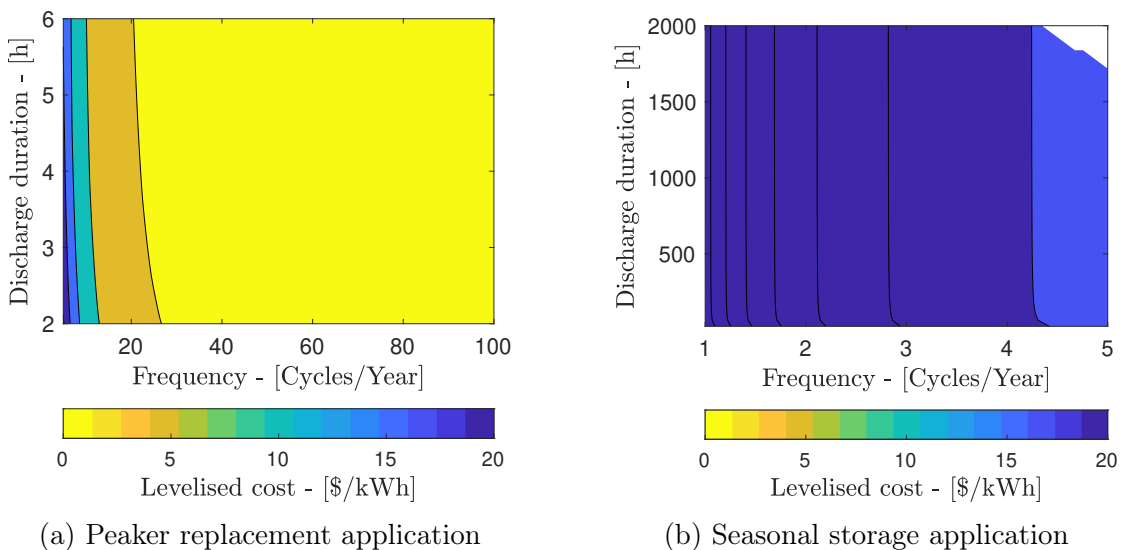 6
5
4
3
2
Discharge duration - [h]
20 40 60 80 100
Frequency - [Cycles/Year]
0 5 10 15 20
Levelised cost - [$/kWh]
(a) Peaker replacement application
2000
1500
1000
500
Discharge duration - [h]
1 2 3 4 5
Frequency - [Cycles/Year]
0 5 10 15 20
Levelised cost - [$/kWh]
(b) Seasonal storage application